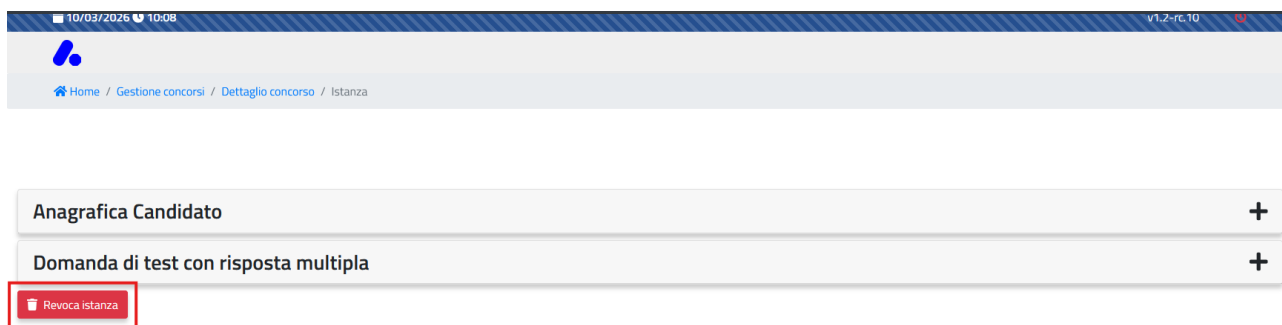 10/03/2026 10:08 v1.2-rc.10
Home / Gestione concorsi / Dettaglio concorso / Istanza
Anagrafica Candidato
Domanda di test con risposta multipla
Revoca istanza